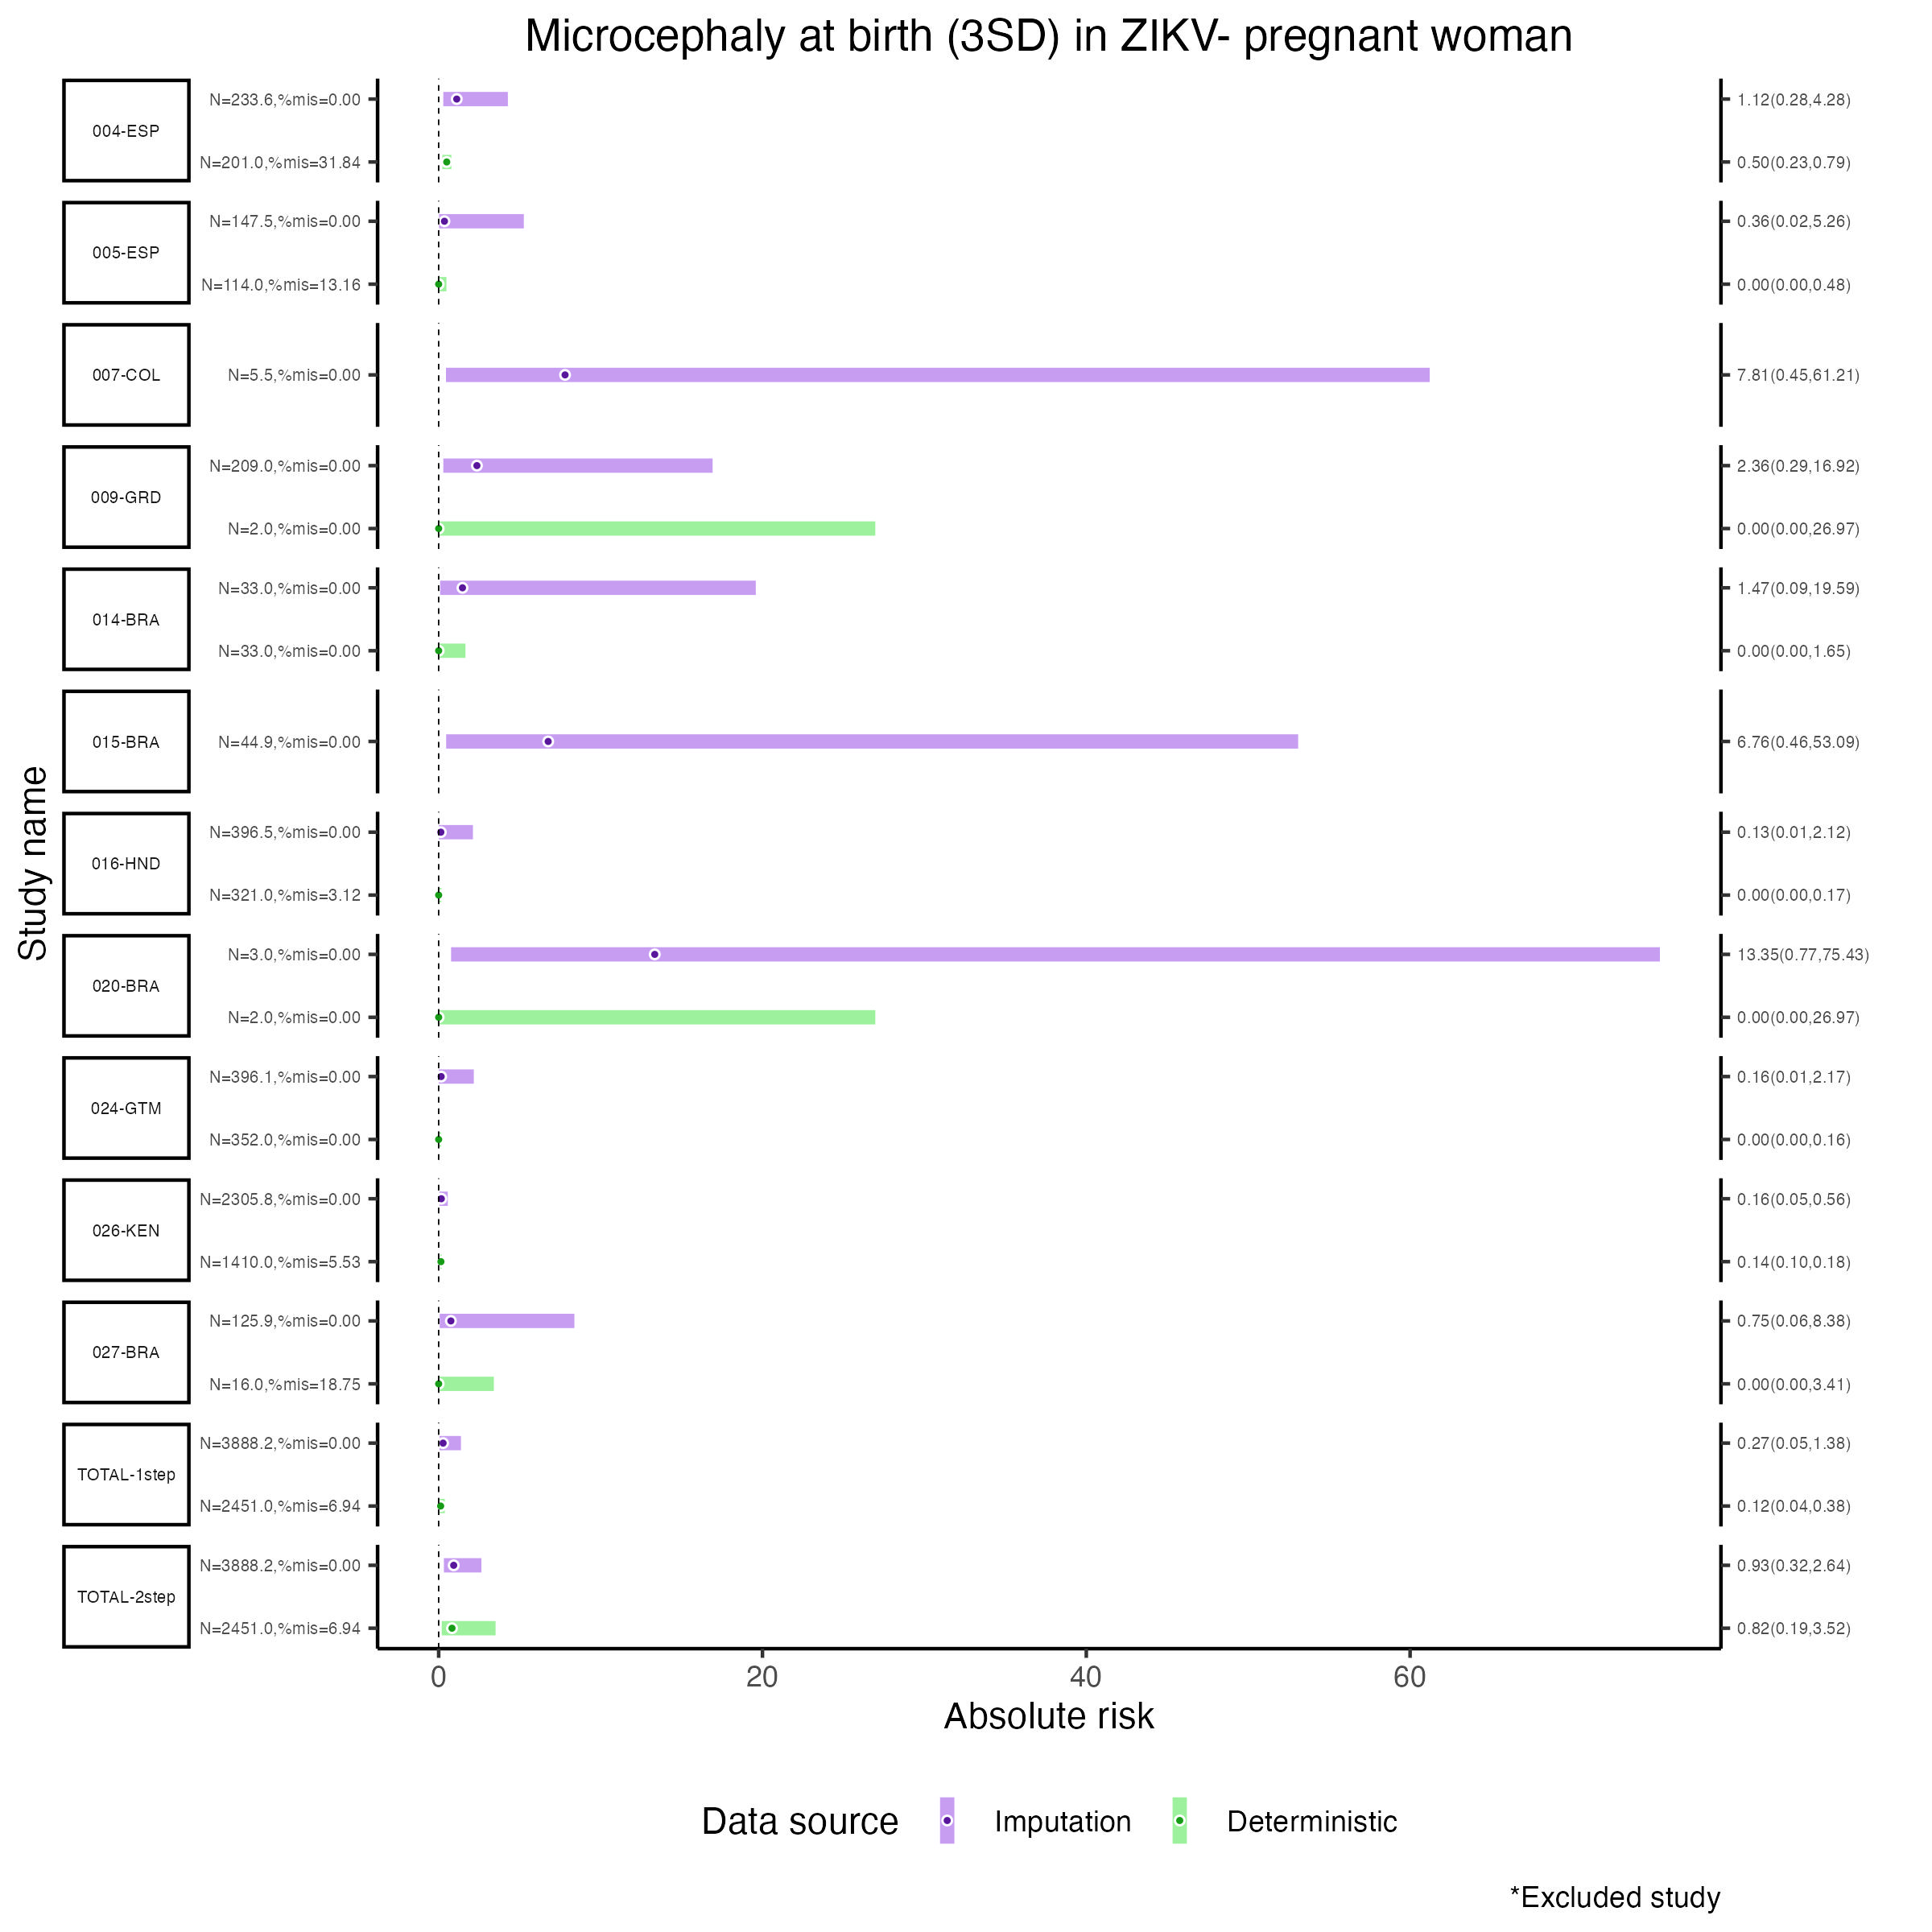 Microcephaly at birth (3SD) in ZIKV- pregnant woman
Study name
004-ESP
N=233.6,%mis=0.00
1.12(0.28,4.28)
N=201.0,%mis=31.84
0.50(0.23,0.79)
005-ESP
N=147.5,%mis=0.00
0.36(0.02,5.26)
N=114.0,%mis=13.16
0.00(0.00,0.48)
007-COL
N=5.5,%mis=0.00
7.81(0.45,61.21)
009-GRD
N=209.0,%mis=0.00
2.36(0.29,16.92)
N=2.0,%mis=0.00
0.00(0.00,26.97)
014-BRA
N=33.0,%mis=0.00
1.47(0.09,19.59)
N=33.0,%mis=0.00
0.00(0.00,1.65)
015-BRA
N=44.9,%mis=0.00
6.76(0.46,53.09)
016-HND
N=396.5,%mis=0.00
0.13(0.01,2.12)
N=321.0,%mis=3.12
0.00(0.00,0.17)
020-BRA
N=3.0,%mis=0.00
13.35(0.77,75.43)
N=2.0,%mis=0.00
0.00(0.00,26.97)
024-GTM
N=396.1,%mis=0.00
0.16(0.01,2.17)
N=352.0,%mis=0.00
0.00(0.00,0.16)
026-KEN
N=2305.8,%mis=0.00
0.16(0.05,0.56)
N=1410.0,%mis=5.53
0.14(0.10,0.18)
027-BRA
N=125.9,%mis=0.00
0.75(0.06,8.38)
N=16.0,%mis=18.75
0.00(0.00,3.41)
TOTAL-1step
N=3888.2,%mis=0.00
0.27(0.05,1.38)
N=2451.0,%mis=6.94
0.12(0.04,0.38)
TOTAL-2step
N=3888.2,%mis=0.00
0.93(0.32,2.64)
N=2451.0,%mis=6.94
0.82(0.19,3.52)
0 20 40 60
Absolute risk
Data source Imputation Deterministic
*Excluded study